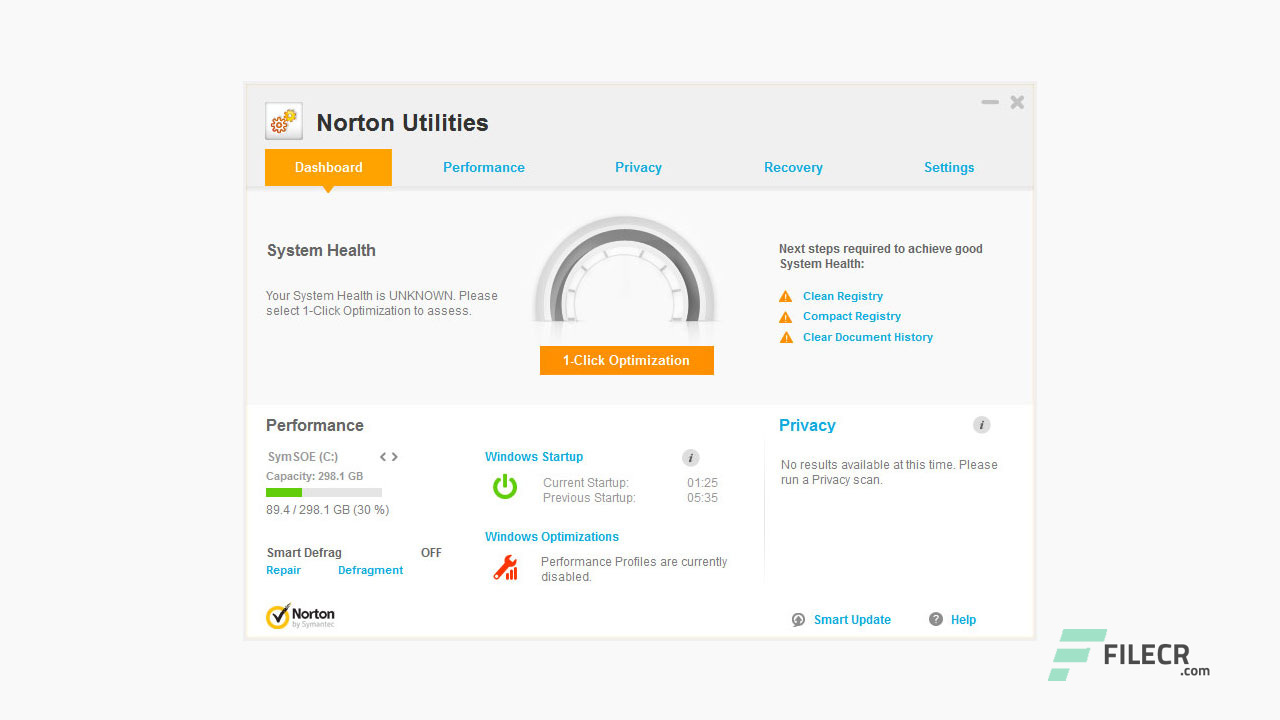 Norton Utilities
Dashboard
Performance
Privacy
Recovery
Settings
System Health
Your System Health is UNKNOWN. Please
select 1-Click Optimization to assess.
1-Click Optimization
Next steps required to achieve good
System Health:
Clean Registry
Compact Registry
Clear Document History
Performance
SymSOE (C:)
Capacity: 298.1 GB
89.4 / 298.1 GB (30 %)
Smart Defrag OFF
Repair Defragment
Windows Startup
Current Startup: 01:25
Previous Startup: 05:35
Windows Optimizations
Performance Profiles are currently
disabled.
Privacy
No results available at this time. Please
run a Privacy scan.
Norton
by Symantec
Smart Update
Help
FILECR
.com